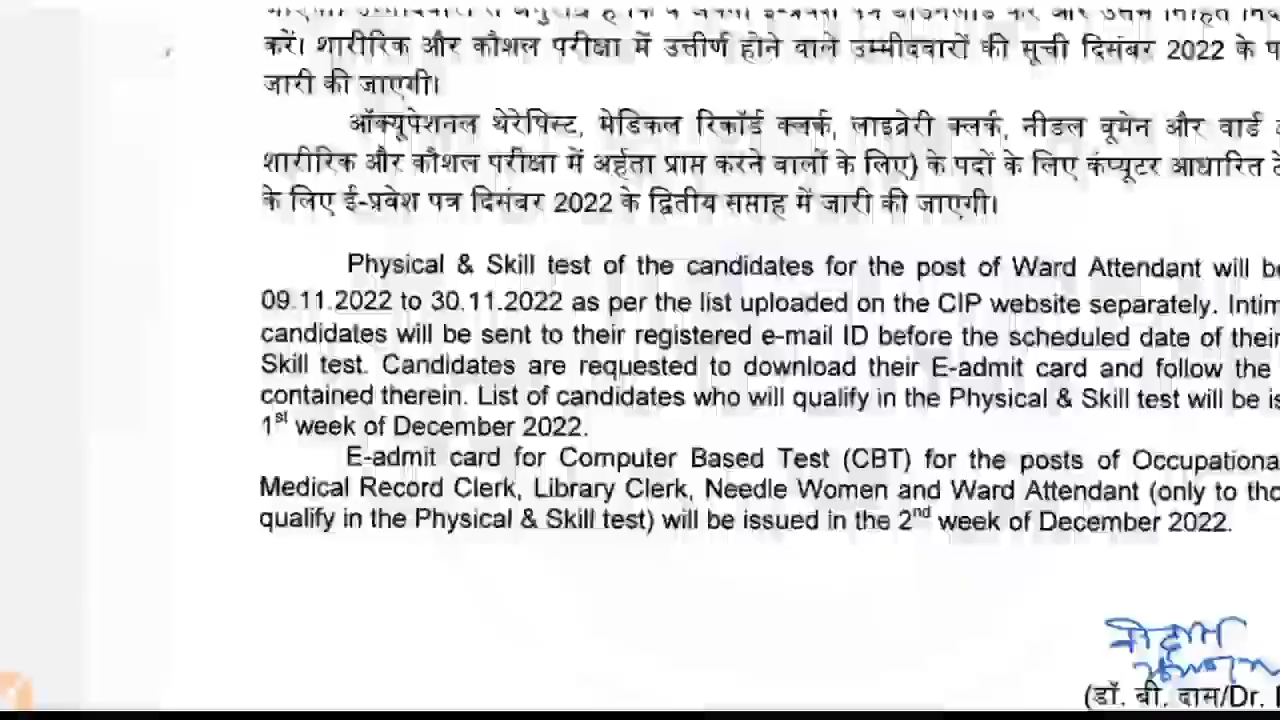 करें। शारीरिक और कौशल परीक्षा में उत्तीर्ण होने वाले उम्मीदवारों की सूची दिसंबर 2022 के
जारी की जाएगी।
ऑक्यूपेशनल थेरेपिस्ट, मेडिकल रिकॉर्ड क्लर्क, लाइब्रेरी क्लर्क, नीडल वूमेन और वार्ड
शारीरिक और कौशल परीक्षा में अर्हता प्राप्त करने वालों के लिए) के पदों के लिए कंप्यूटर आधारित
के लिए ई-प्रवेश पत्र दिसंबर 2022 के द्वितीय सप्ताह में जारी की जाएगी।
Physical & Skill test of the candidates for the post of Ward Attendant will be
09.11.2022 to 30.11.2022 as per the list uploaded on the CIP website separately. Intim
candidates will be sent to their registered e-mail ID before the scheduled date of their
Skill test. Candidates are requested to download their E-admit card and follow the
contained therein. List of candidates who will qualify in the Physical & Skill test will be is
1st week of December 2022.
E-admit card for Computer Based Test (CBT) for the posts of Occupationa
Medical Record Clerk, Library Clerk, Needle Women and Ward Attendant (only to tho
qualify in the Physical & Skill test) will be issued in the 2nd week of December 2022.
(डॉ. बी. दास/Dr.